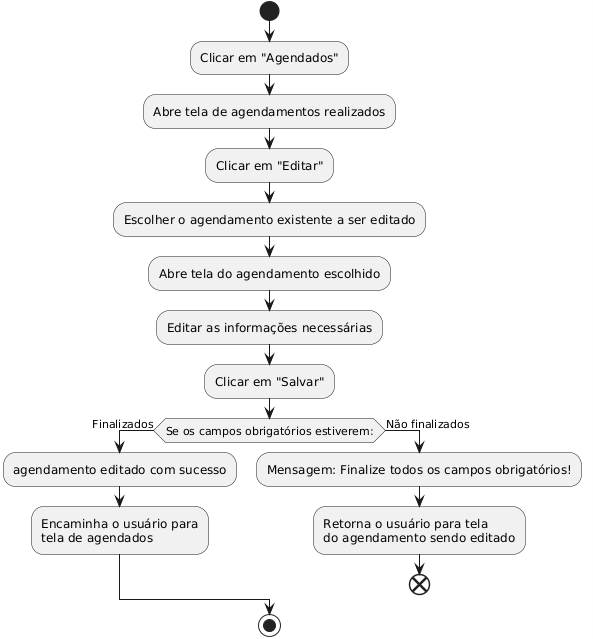 Clicar em "Agendados"
Abre tela de agendamentos realizados
Clicar em "Editar"
Escolher o agendamento existente a ser editado
Abre tela do agendamento escolhido
Editar as informações necessárias
Clicar em "Salvar"
Se os campos obrigatórios estiverem:
Finalizados
agendamento editado com sucesso
Encaminha o usuário para
tela de agendados
Não finalizados
Mensagem: Finalize todos os campos obrigatórios!
Retorna o usuário para tela
do agendamento sendo editado